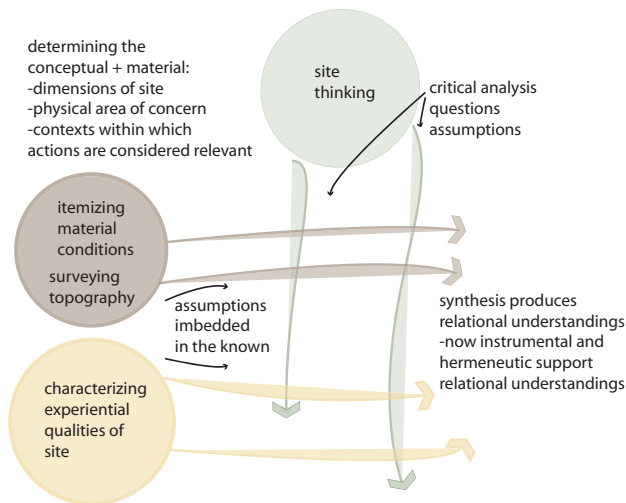 determining the
conceptual + material:
-dimensions of site
-physical area of concern
-contexts within which
actions are considered relevant
site
thinking
critical analysis
questions
assumptions
itemizing
material
conditions
surveying
topography
assumptions
imbedded
in the known
synthesis produces
relational understandings
-now instrumental and
hermeneutic support
relational understandings
characterizing
experiential
qualities of
site